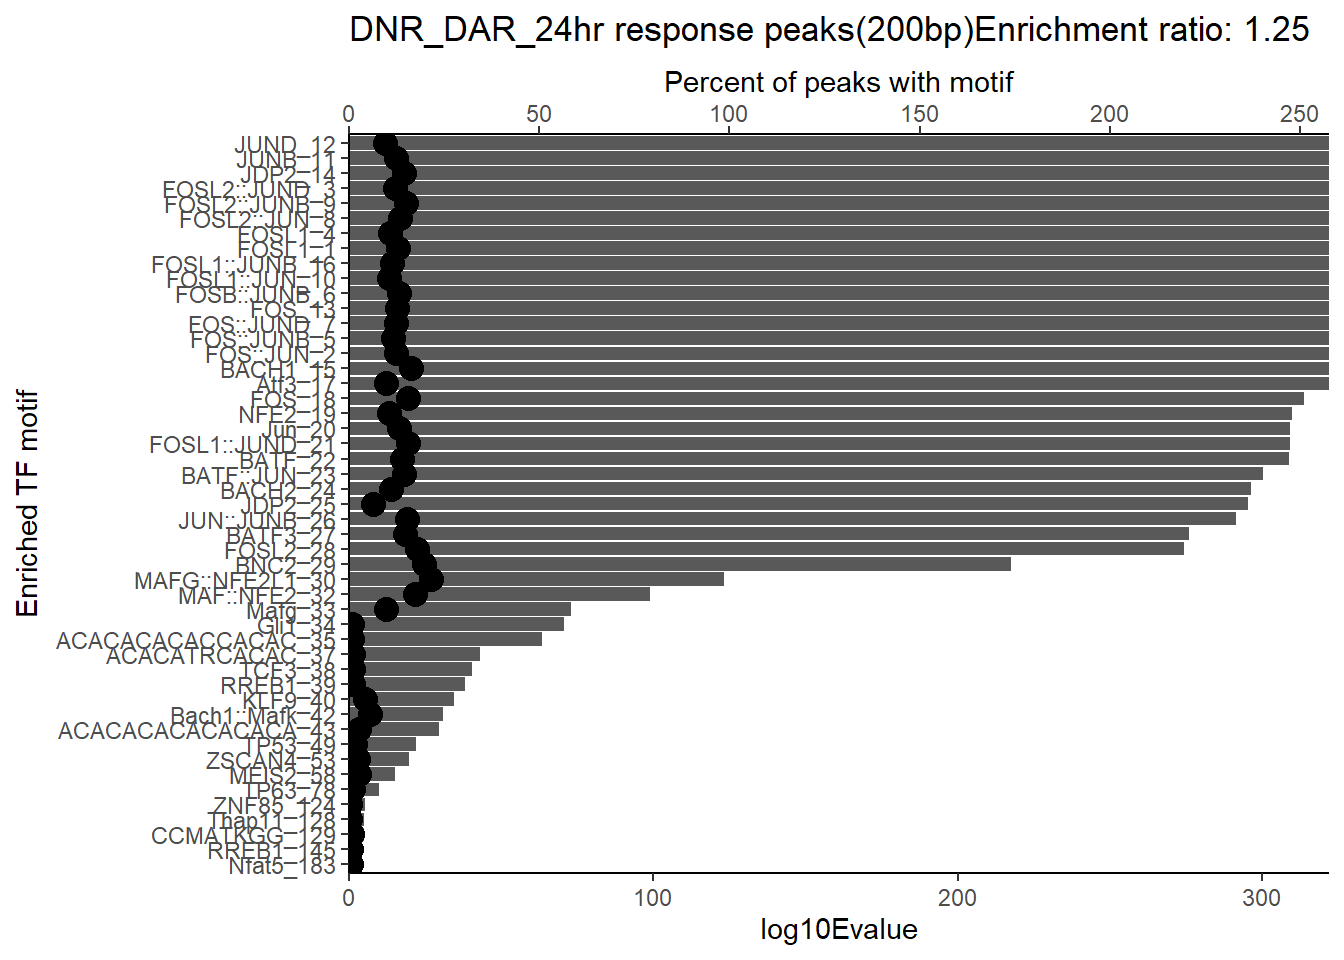 DNR_DAR_24hr response peaks(200bp)Enrichment ratio: 1.25
Percent of peaks with motif
0 50 100 150 200 250
Enriched TF motif
JUND_12
JUNB_11
JDP2_14
FOSL2::JUND_3
FOSL2::JUNB_9
FOSL2::JUN_8
FOSL1_4
FOSL1_1
FOSL1::JUNB_16
FOSL1::JUN_10
FOSB::JUNB_6
FOS_13
FOS::JUND_7
FOS::JUNB_5
FOS::JUN_2
BACH1_15
Atf3_17
FOS_18
NFE2_19
Jun_20
FOSL1::JUND_21
BATF_22
BATF::JUN_23
BACH2_24
JDP2_25
JUN::JUNB_26
BATF3_27
FOSL2_28
BNC2_29
MAFG::NFE2L1_30
MAF::NFE2_32
Mafg_33
Gli1_34
ACACACACACCACAC_35
ACACATRCACAC_37
TCF3_38
RREB1_39
KLF9_40
Bach1::Mafk_42
ACACACACACACACA_43
TP53_49
ZSCAN4_53
MEIS2_58
TP63_78
ZNF85_124
Thap11_128
CCMATKGG_129
RREB1_145
Nfat5_183
0 100 200 300
log10Evalue